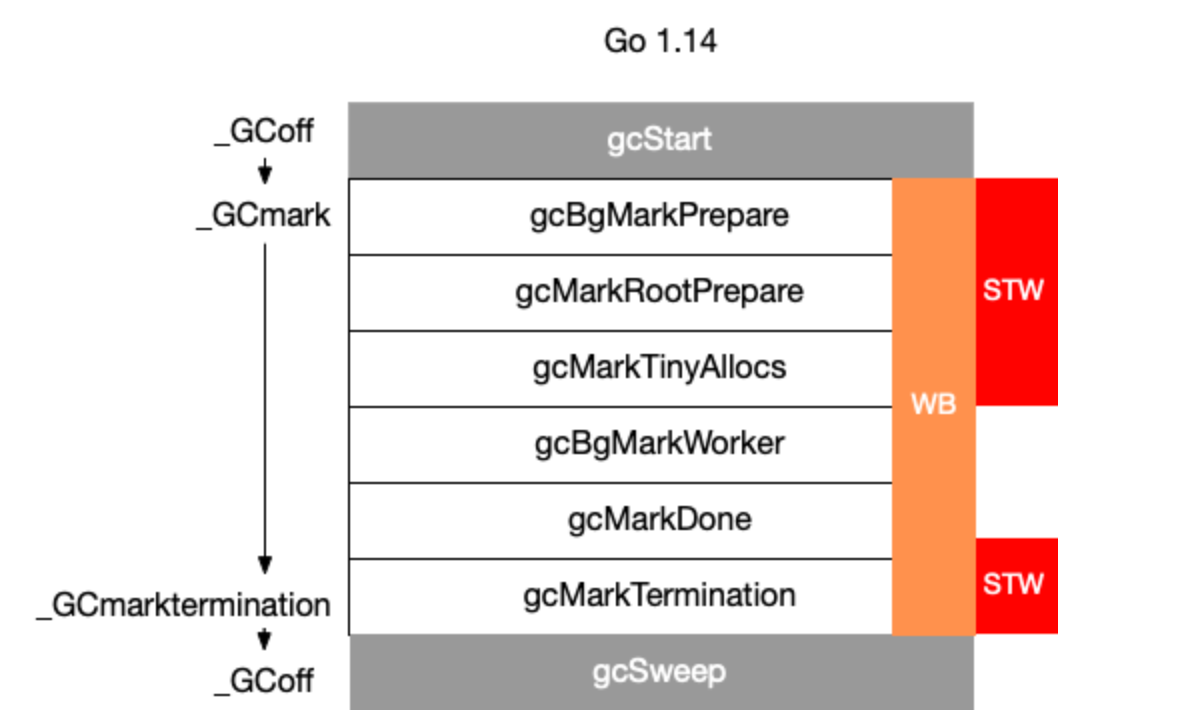 Go 1.14
_GCoff
gcStart
_GCmark
gcBgMarkPrepare
gcMarkRootPrepare
STW
gcMarkTinyAllocs
WB
gcBgMarkWorker
gcMarkDone
_GCmarktermination
gcMarkTermination
STW
_GCoff
gcSweep